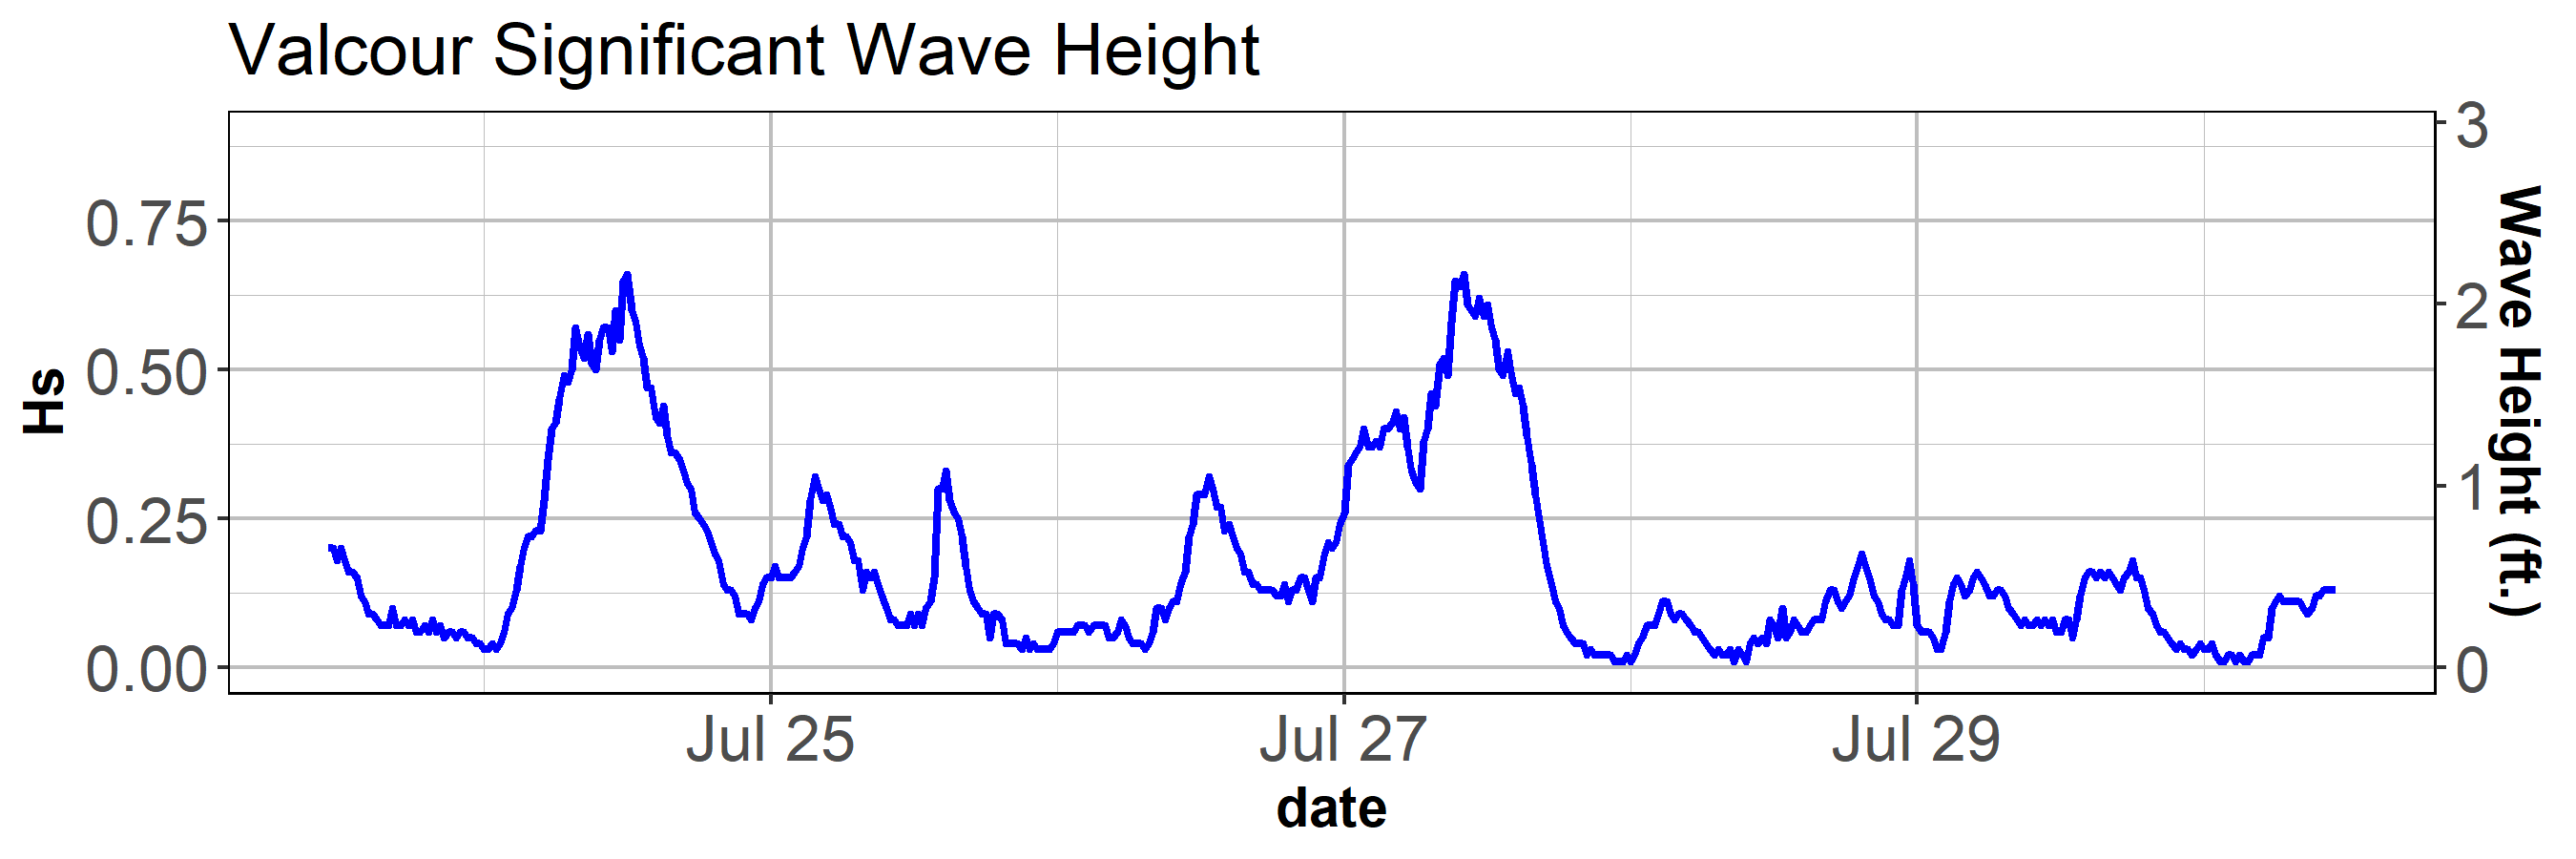 Valcour Significant Wave Height
Hs
0.75
0.50
0.25
0.00
3
2
1
0
Wave Height (ft.)
Jul 25
Jul 27
Jul 29
date